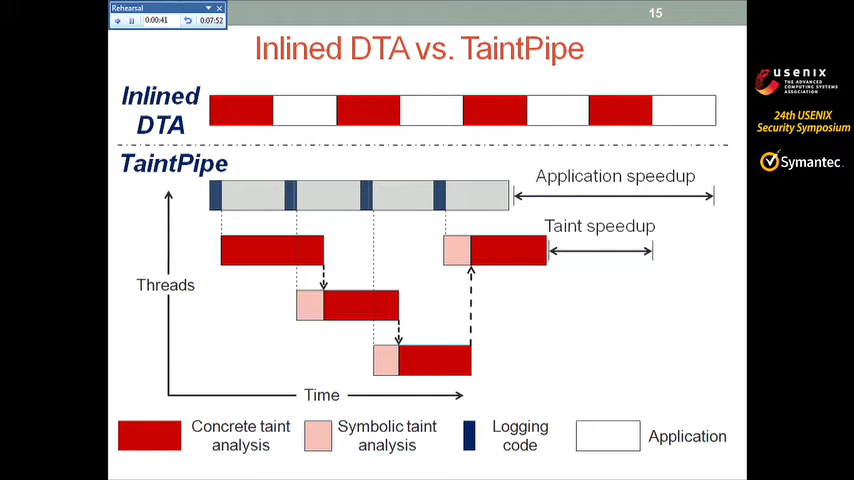 Rehearsal
0:00:41
0:07:52
15
Inlined DTA vs. TaintPipe
Inlined
DTA
TaintPipe
Application speedup
Taint speedup
Threads
Time
Concrete taint
analysis
Symbolic taint
analysis
Logging
code
Application
usenix
THE ADVANCED
COMPUTING SYSTEMS
ASSOCIATION
24th USENIX
Security Symposium
Symantec.